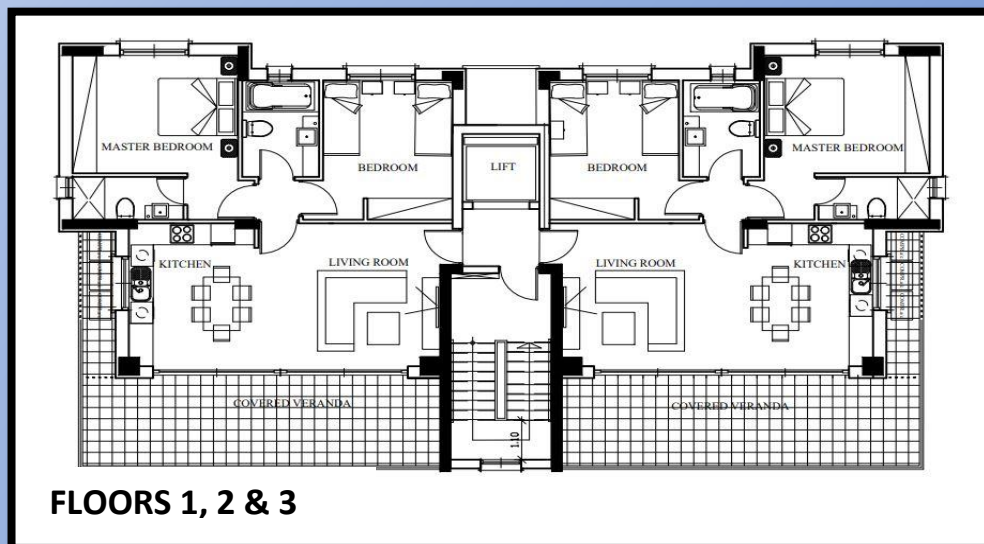 MASTER BEDROOM
BEDROOM
LIFT
BEDROOM
MASTER BEDROOM
KITCHEN
LIVING ROOM
LIVING ROOM
KITCHEN
COVERED VERANDA
COVERED VERANDA
1.10
FLOORS 1, 2 & 3